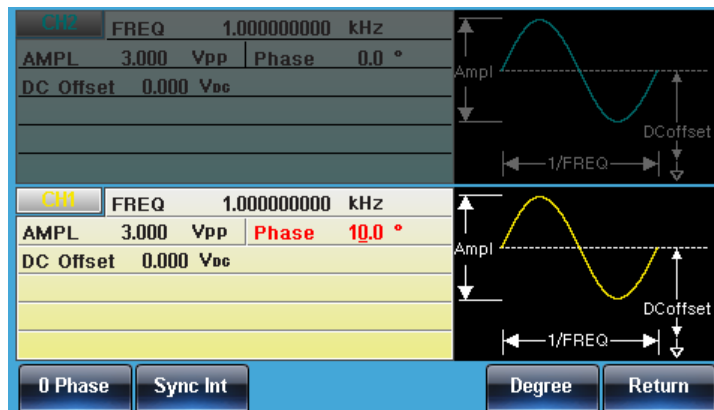 CH2 FREQ 1.000000000 kHz
AMPL 3.000 Vpp Phase 0.0 °
DC Offset 0.000 VDC
Ampl
DCoffset
1/FREQ
CH1 FREQ 1.000000000 kHz
AMPL 3.000 Vpp Phase 10.0 °
DC Offset 0.000 VDC
Ampl
DCoffset
1/FREQ
0 Phase Sync Int Degree Return